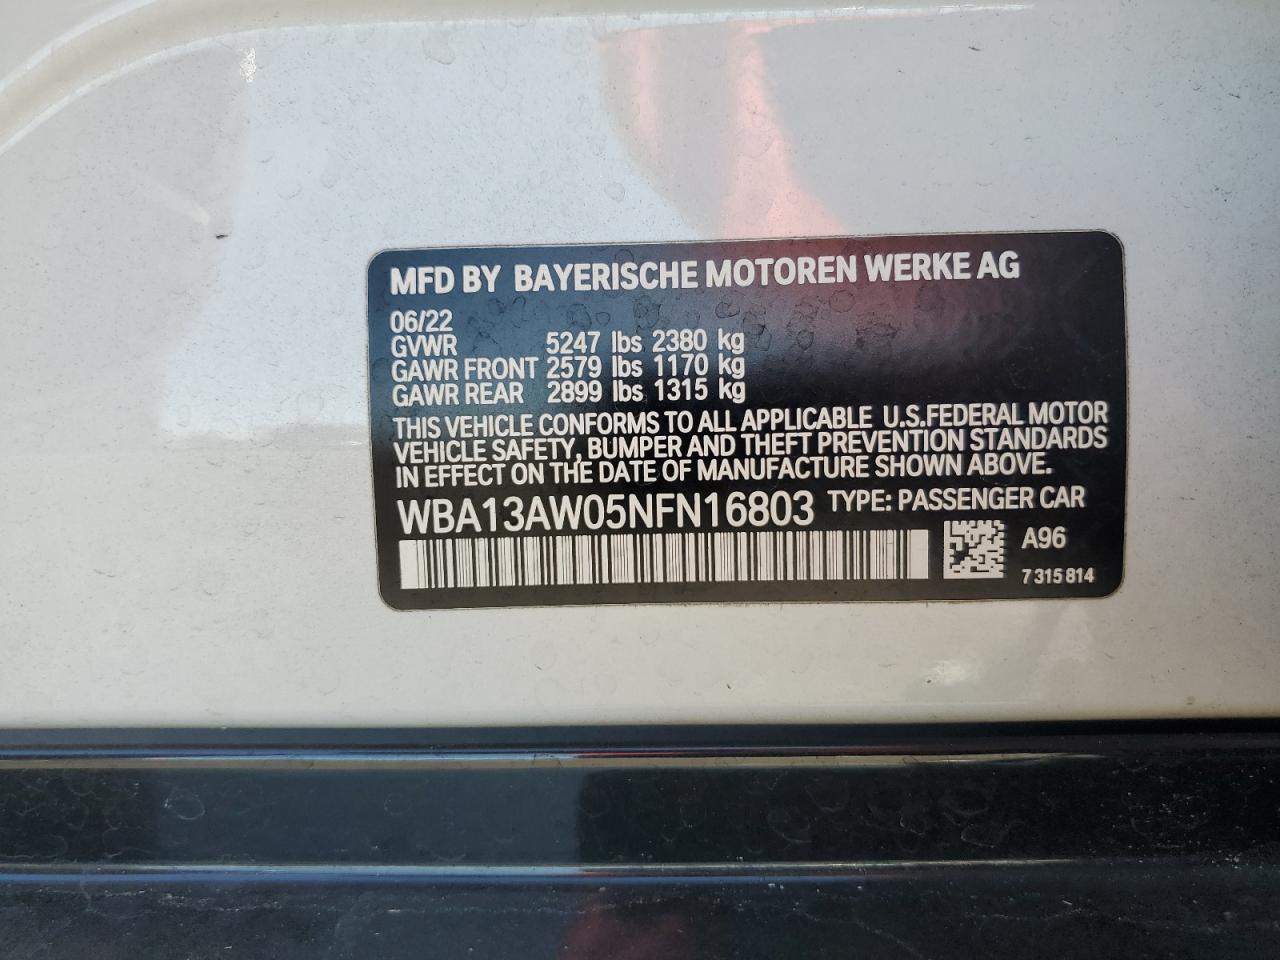 MFD BY BAYERISCHE MOTOREN WERKE AG
06/22
GVWR 5247 lbs 2380 kg
GAWR FRONT 2579 lbs 1170 kg
GAWR REAR 2899 lbs 1315 kg
THIS VEHICLE CONFORMS TO ALL APPLICABLE U.S.FEDERAL MOTOR
VEHICLE SAFETY, BUMPER AND THEFT PREVENTION STANDARDS
IN EFFECT ON THE DATE OF MANUFACTURE SHOWN ABOVE.
WBA13AW05NFN16803 TYPE: PASSENGER CAR
A96
7 315 814